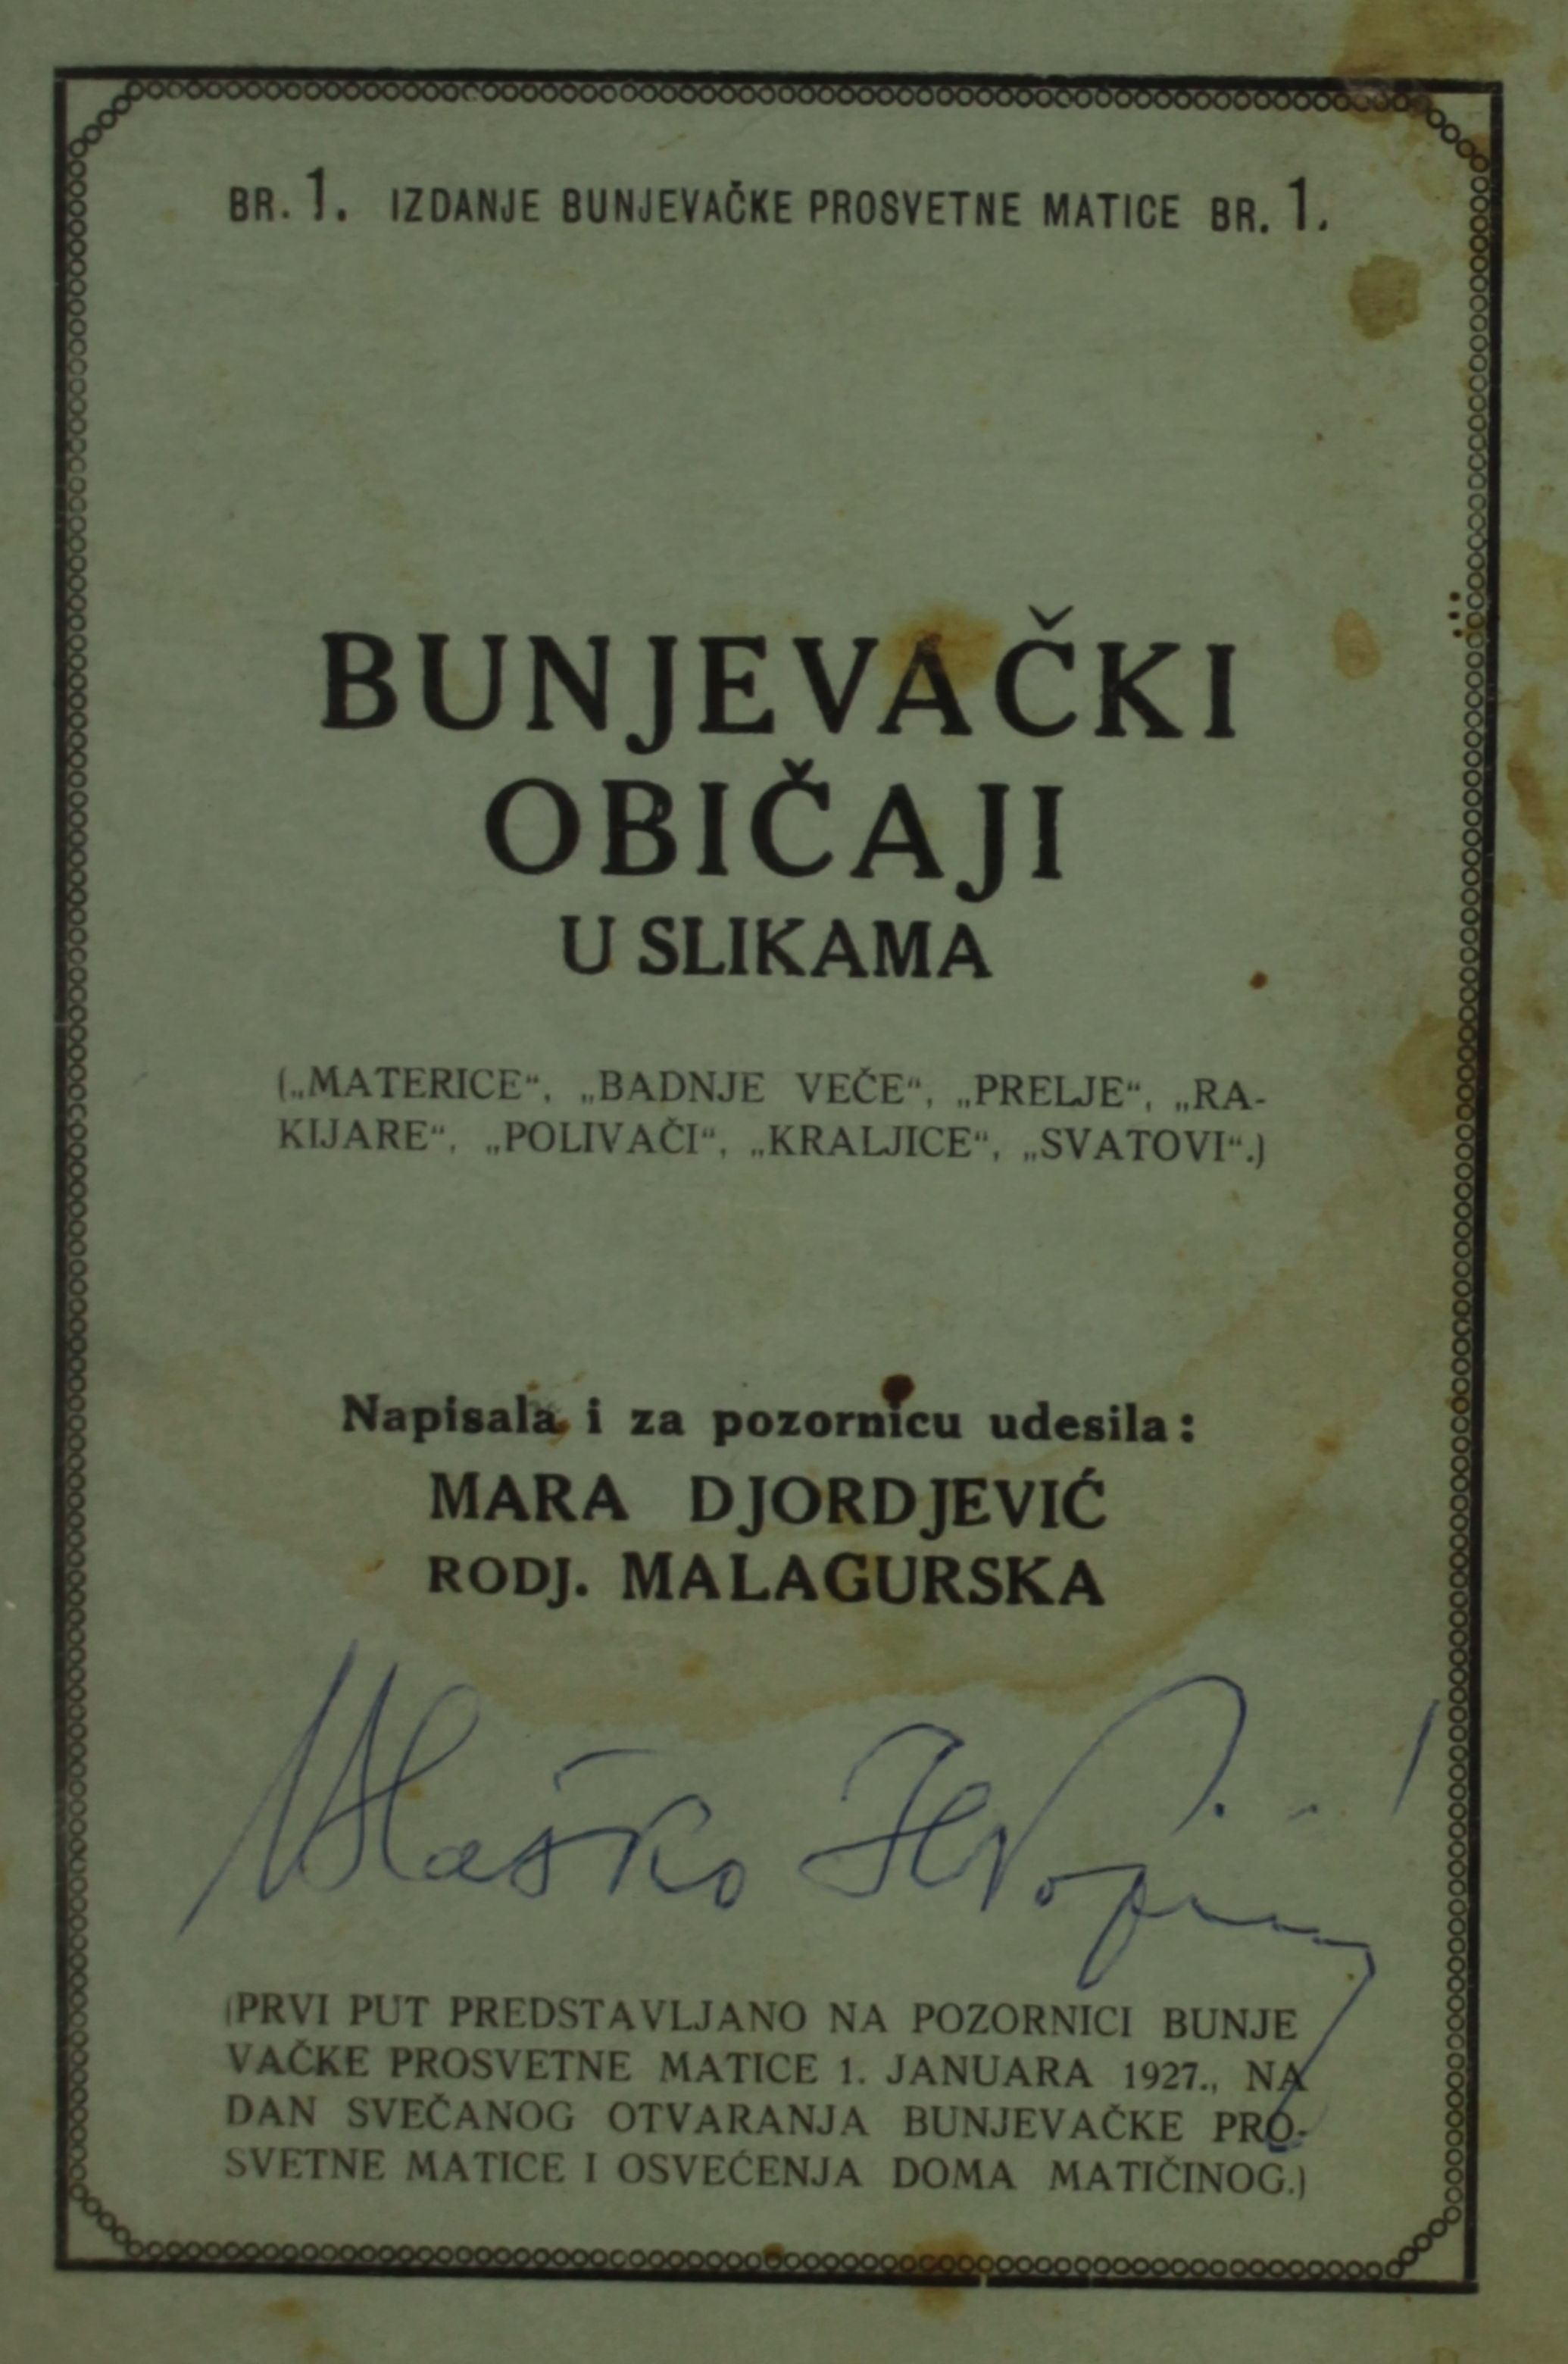 BR. 1. IZDANJE BUNJEVAČKE PROSVETNE MATICE BR. 1.
BUNJEVAČKI
OBIČAJI
U SLIKAMA
(„MATERICE“, „BADNJE VEČE“, „PRELJE“, „RA-
KIJARE“, „POLIVAČI“, „KRALJICE“, „SVATOVI“.)
Napisala i za pozornicu udesila:
MARA DJORDJEVIĆ
RODJ. MALAGURSKA
(PRVI PUT PREDSTAVLJANO NA POZORNICI BUNJE
VAČKE PROSVETNE MATICE 1. JANUARA 1927., NA
DAN SVEČANOG OTVARANJA BUNJEVAČKE PRO-
SVETNE MATICE I OSVEĆENJA DOMA MATIČINOG.)